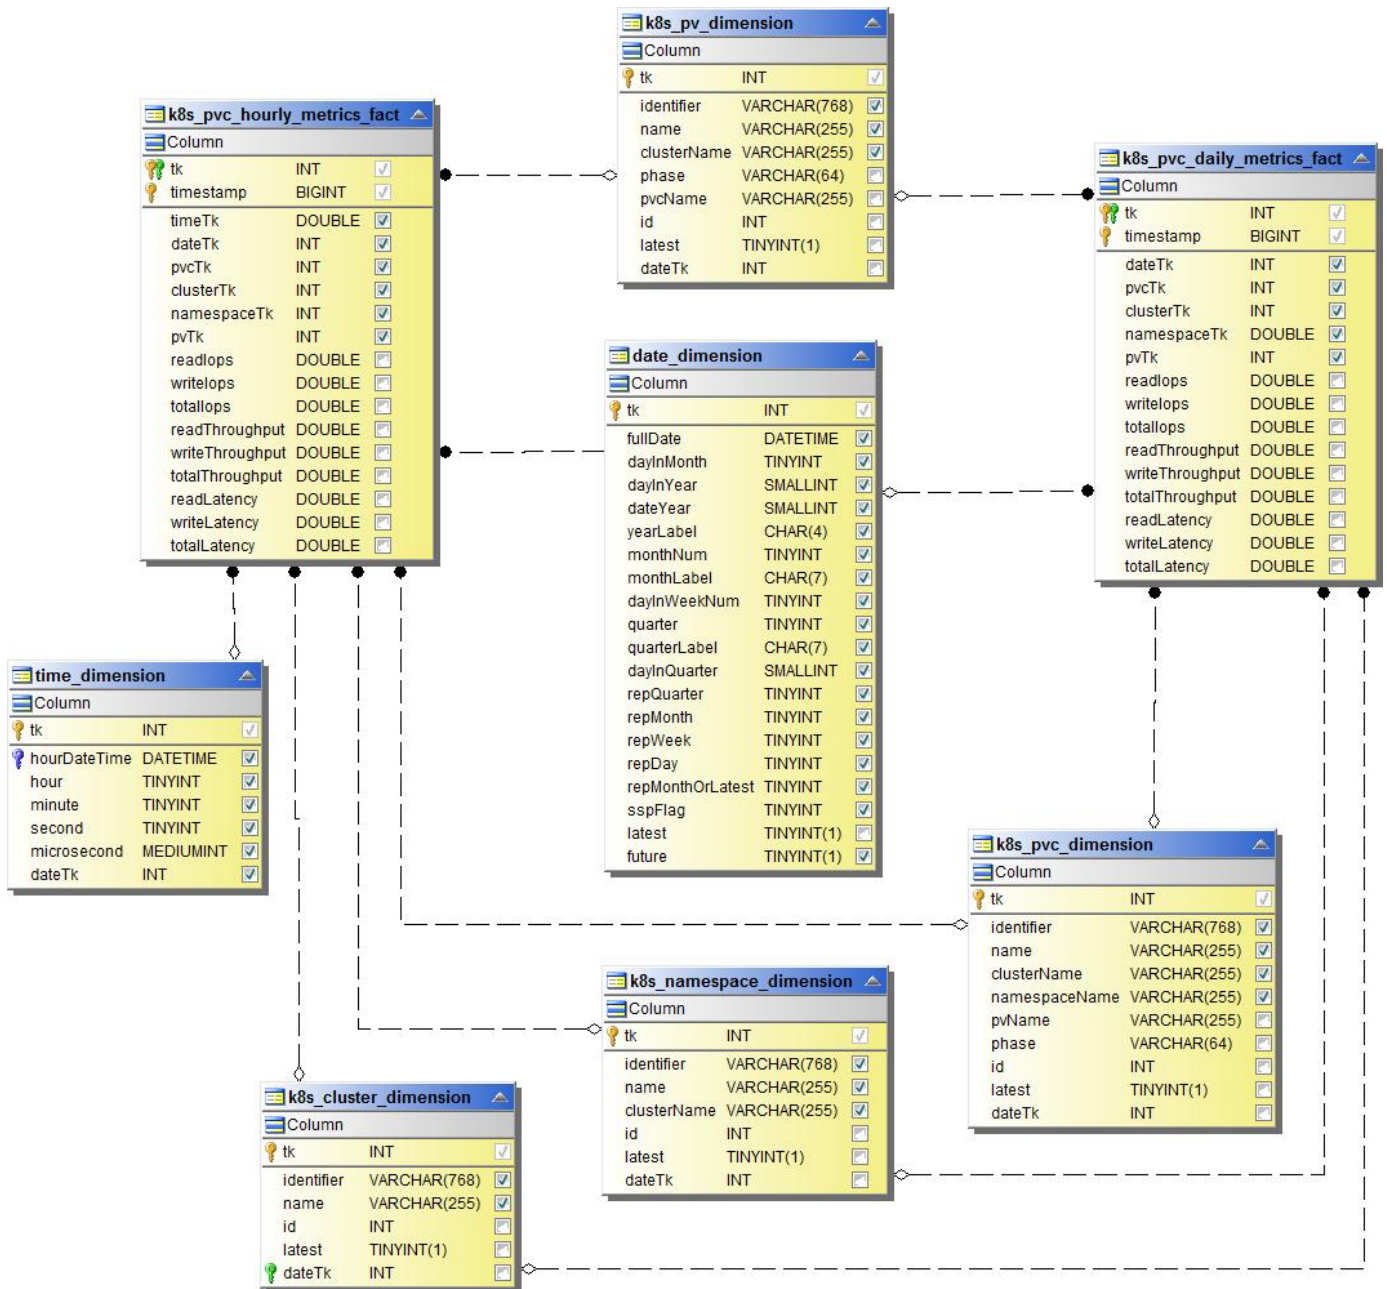 k8s_pv_dimension
Column
tk INT
identifier VARCHAR(768)
name VARCHAR(255)
clusterName VARCHAR(255)
phase VARCHAR(64)
pvcName VARCHAR(255)
id INT
latest TINYINT(1)
dateTk INT
k8s_pvc_hourly_metrics_fact
Column
tk INT
timestamp BIGINT
timeTk DOUBLE
dateTk INT
pvcTk INT
clusterTk INT
namespaceTk INT
pvTk INT
readIops DOUBLE
writeIops DOUBLE
totalIops DOUBLE
readThroughput DOUBLE
writeThroughput DOUBLE
totalThroughput DOUBLE
readLatency DOUBLE
writeLatency DOUBLE
totalLatency DOUBLE
k8s_pvc_daily_metrics_fact
Column
tk INT
timestamp BIGINT
dateTk INT
pvcTk INT
clusterTk INT
namespaceTk DOUBLE
pvTk INT
readIops DOUBLE
writeIops DOUBLE
totalIops DOUBLE
readThroughput DOUBLE
writeThroughput DOUBLE
totalThroughput DOUBLE
readLatency DOUBLE
writeLatency DOUBLE
totalLatency DOUBLE
date_dimension
Column
tk INT
fullDate DATETIME
dayInMonth TINYINT
dayInYear SMALLINT
dateYear SMALLINT
yearLabel CHAR(4)
monthNum TINYINT
monthLabel CHAR(7)
dayInWeekNum TINYINT
quarter TINYINT
quarterLabel CHAR(7)
dayInQuarter SMALLINT
repQuarter TINYINT
repMonth TINYINT
repWeek TINYINT
repDay TINYINT
repMonthOrLatest TINYINT
sspFlag TINYINT
latest TINYINT(1)
future TINYINT(1)
time_dimension
Column
tk INT
hourDateTime DATETIME
hour TINYINT
minute TINYINT
second TINYINT
microsecond MEDIUMINT
dateTk INT
k8s_pvc_dimension
Column
tk INT
identifier VARCHAR(768)
name VARCHAR(255)
clusterName VARCHAR(255)
namespaceName VARCHAR(255)
pvName VARCHAR(255)
phase VARCHAR(64)
id INT
latest TINYINT(1)
dateTk INT
k8s_namespace_dimension
Column
tk INT
identifier VARCHAR(768)
name VARCHAR(255)
clusterName VARCHAR(255)
id INT
latest TINYINT(1)
dateTk INT
k8s_cluster_dimension
Column
tk INT
identifier VARCHAR(768)
name VARCHAR(255)
id INT
latest TINYINT(1)
dateTk INT